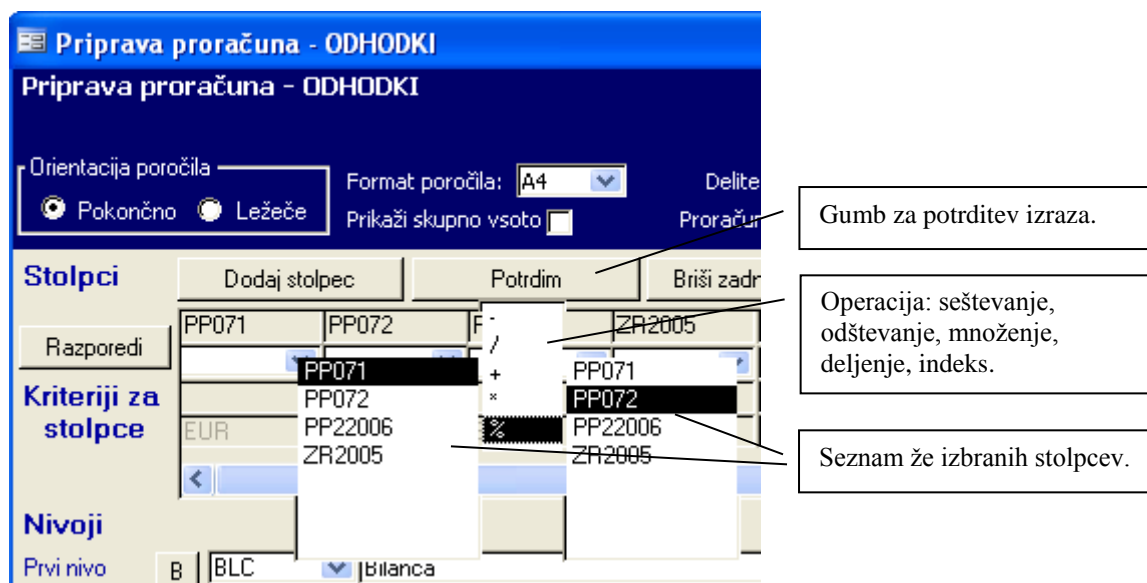 Priprava proračuna - ODHODKI
Priprava proračuna - ODHODKI
Orientacija poročila
Pokončno
Ležeče
Format poročila: A4
Prikaži skupno vsoto
Delite
Proračun
Gumb za potrditev izraza.
Stolpci
Dodaj stolpec
Potrdim
Briši zadn
Operacija: seštevanje,
odštevanje, množenje,
deljenje, indeks.
Razporedi
PP071
PP072
P
ZR2005
-
/
+
*
%
Kriteriji za
stolpce
EUR
PP071
PP072
PP22006
ZR2005
PP071
PP072
PP22006
ZR2005
Seznam že izbranih stolpcev.
Nivoji
Prvi nivo
B
BLC
Bilanca